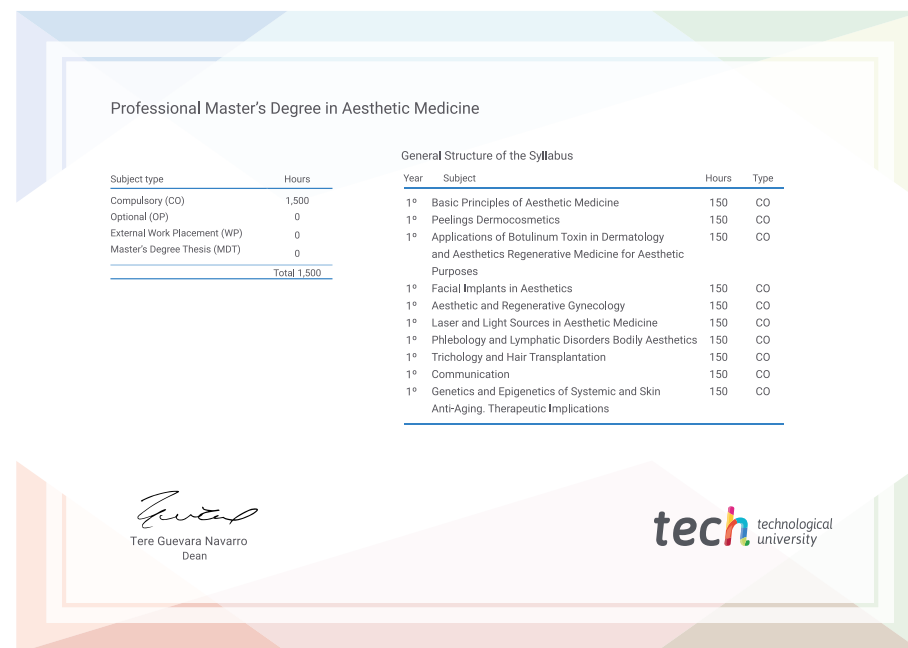 Professional Master's Degree in Aesthetic Medicine
Subject type Hours
Compulsory (CO) 1,500
Optional (OP) 0
External Work Placement (WP) 0
Master's Degree Thesis (MDT) 0
Total 1,500
General Structure of the Syllabus
Year Subject Hours Type
1º Basic Principles of Aesthetic Medicine 150 CO
1º Peelings Dermocosmetics 150 CO
1º Applications of Botulinum Toxin in Dermatology 150 CO
and Aesthetics Regenerative Medicine for Aesthetic
Purposes
1º Facial Implants in Aesthetics 150 CO
1º Aesthetic and Regenerative Gynecology 150 CO
1º Laser and Light Sources in Aesthetic Medicine 150 CO
1º Phlebology and Lymphatic Disorders Bodily Aesthetics 150 CO
1º Trichology and Hair Transplantation 150 CO
1º Communication 150 CO
1º Genetics and Epigenetics of Systemic and Skin 150 CO
Anti-Aging. Therapeutic Implications
Tere Guevara Navarro
Dean
tech technological
university